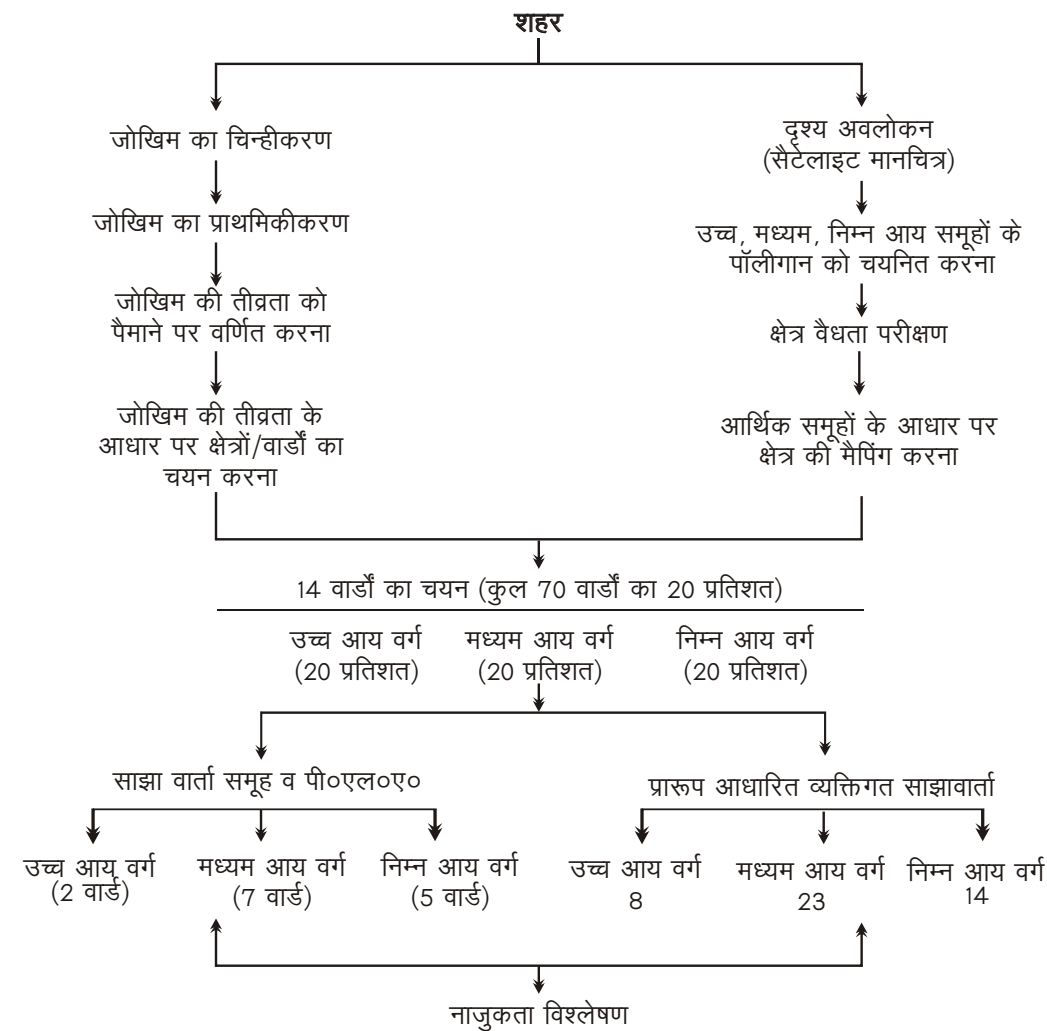 शहर
जोखिम का चिन्हीकरण
जोखिम का प्राथमिकीकरण
जोखिम की तीव्रता को
पैमाने पर वर्णित करना
जोखिम की तीव्रता के
आधार पर क्षेत्रों/वार्डों का
चयन करना
दृश्य अवलोकन
(सैटेलाइट मानचित्र)
उच्च, मध्यम, निम्न आय समूहों के
पॉलीगान को चयनित करना
क्षेत्र वैधता परीक्षण
आर्थिक समूहों के आधार पर
क्षेत्र की मैपिंग करना
14 वार्डों का चयन (कुल 70 वार्डों का 20 प्रतिशत)
उच्च आय वर्ग मध्यम आय वर्ग निम्न आय वर्ग
(20 प्रतिशत) (20 प्रतिशत) (20 प्रतिशत)
साझा वार्ता समूह व पी०एल०ए०
उच्च आय वर्ग मध्यम आय वर्ग निम्न आय वर्ग
(2 वार्ड) (7 वार्ड) (5 वार्ड)
प्रारूप आधारित व्यक्तिगत साझावार्ता
उच्च आय वर्ग मध्यम आय वर्ग निम्न आय वर्ग
8 23 14
नाजुकता विश्लेषण